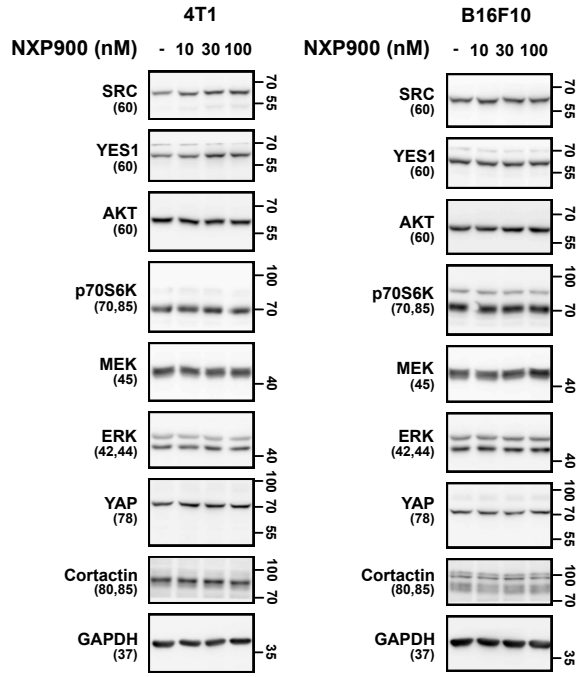 4T1
NXP900 (nM) - 10 30 100
SRC
(60)
70
55
YES1
(60)
70
55
AKT
(60)
70
55
p70S6K
(70,85)
100
70
MEK
(45)
40
ERK
(42,44)
40
YAP
(78)
100
70
55
Cortactin
(80,85)
100
70
GAPDH
(37)
35
B16F10
NXP900 (nM) - 10 30 100
SRC
(60)
70
55
YES1
(60)
70
55
AKT
(60)
70
55
p70S6K
(70,85)
100
70
MEK
(45)
40
ERK
(42,44)
40
YAP
(78)
100
70
55
Cortactin
(80,85)
100
70
GAPDH
(37)
35